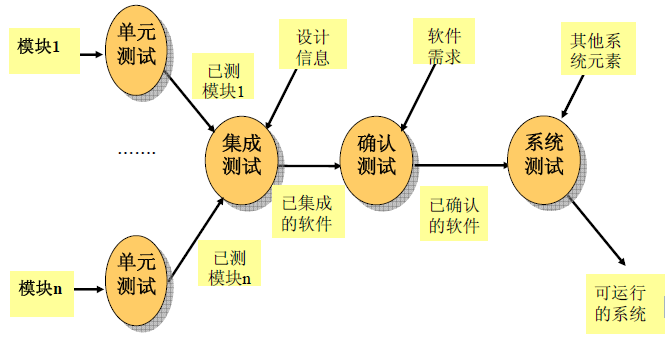 模块1
单元
测试
已测
模块1
设计
信息
软件
需求
其他系
统元素
…….
集成
测试
确认
测试
系统
测试
已集成
的软件
已确认
的软件
模块n
单元
测试
已测
模块n
可运行
的系统